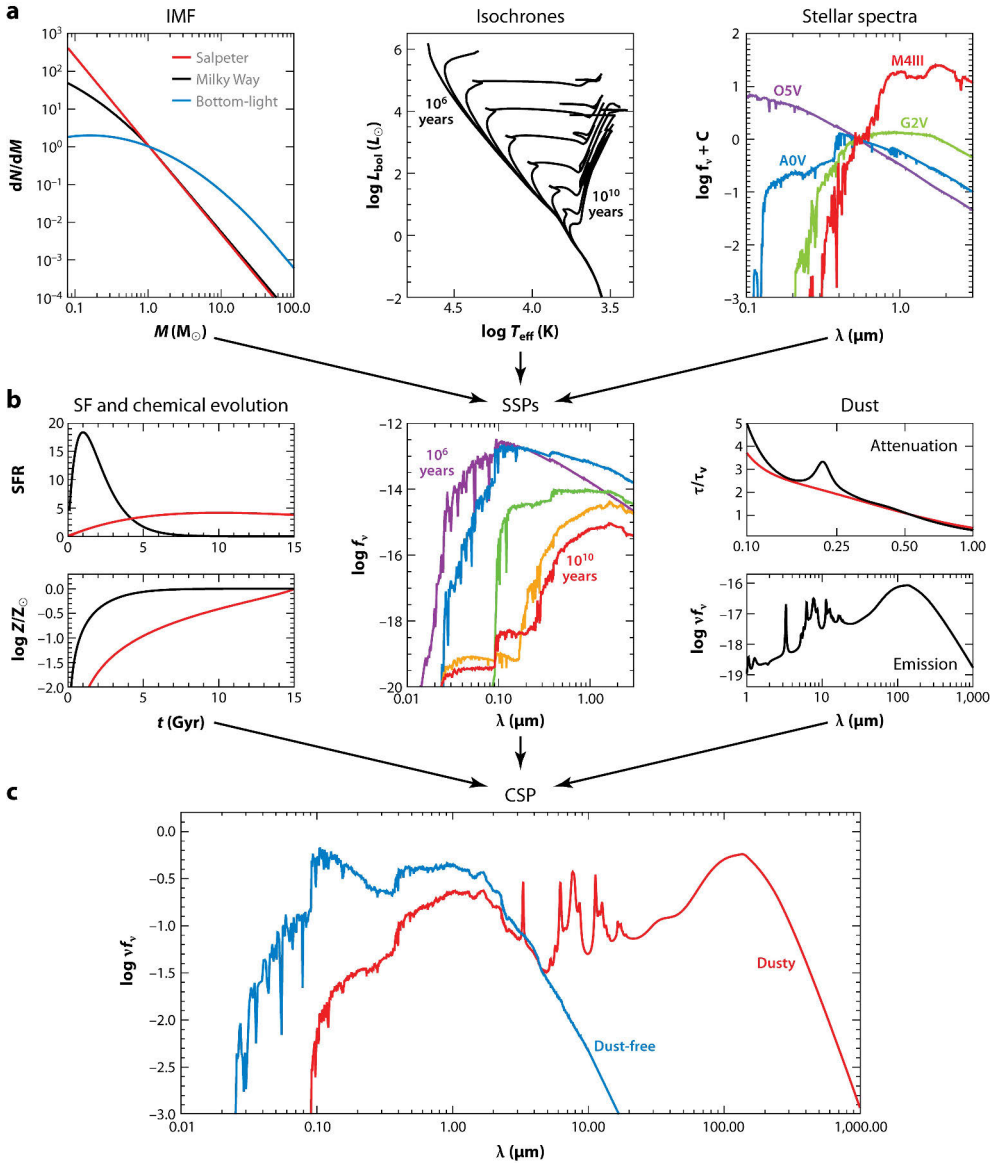 a
IMF
Isochrones
Stellar spectra
10⁵
10⁴
10³
10²
10¹
10⁰
10⁻¹
10⁻²
10⁻³
10⁻⁴
dN/dM
Salpeter
Milky Way
Bottom-light
0.1
1.0
10.0
100.0
M (M☉)
6
4
2
0
−2
log L_bol (L☉)
10⁶
years
10¹⁰
years
4.5
4.0
3.5
log T_eff (K)
2
1
0
−1
−2
−3
log f_ν + C
O5V
A0V
M4III
G2V
0.1
1.0
λ (μm)
b
SF and chemical evolution
SSPs
Dust
20
15
10
5
0
SFR
0
5
10
15
0.0
−0.5
−1.0
−1.5
−2.0
log Z/Z☉
0
5
10
15
t (Gyr)
−12
−14
−16
−18
−20
log f_ν
10⁶
years
10¹⁰
years
0.01
0.10
1.00
λ (μm)
5
4
3
2
1
τ/τ_v
Attenuation
0.10
0.25
0.50
1.00
−16
−17
−18
−19
log νf_ν
Emission
1
10
100
1,000
λ (μm)
c
CSP
0.0
−0.5
−1.0
−1.5
−2.0
−2.5
−3.0
log νf_ν
Dusty
Dust-free
0.01
0.10
1.00
10.00
100.00
1,000.00
λ (μm)